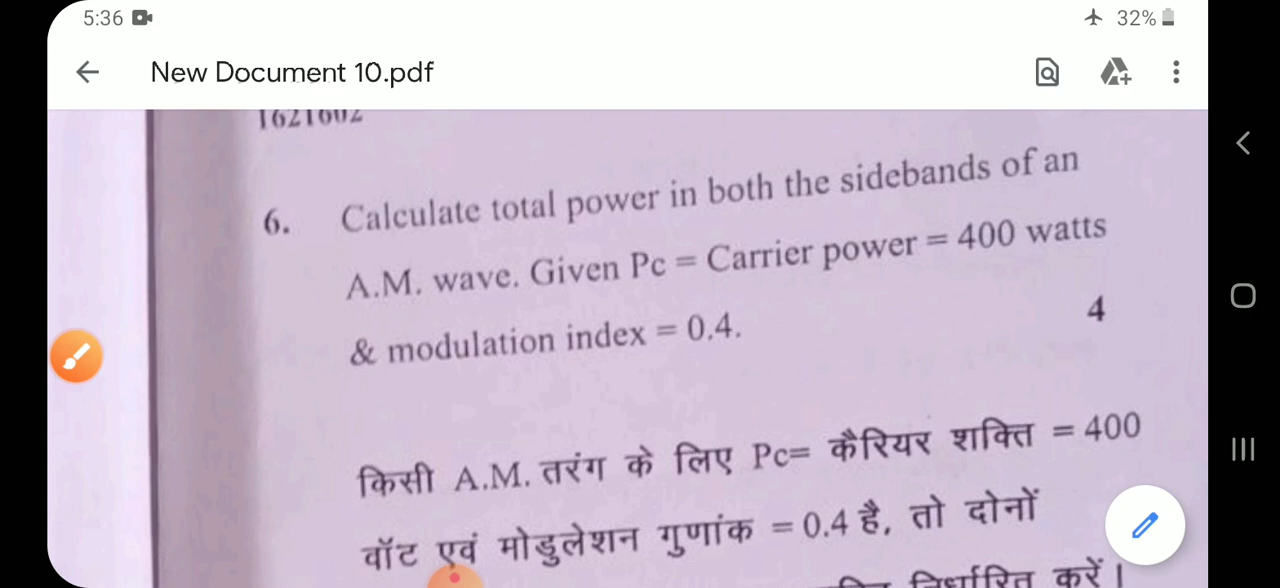 5:36
32%
New Document 10.pdf
1621602
6. Calculate total power in both the sidebands of an
A.M. wave. Given Pc = Carrier power = 400 watts
& modulation index = 0.4.
4
किसी A.M. तरंग के लिए Pc= कैरियर शक्ति = 400
वॉट एवं मोडुलेशन गुणांक = 0.4 है, तो दोनों
निर्धारित करें।